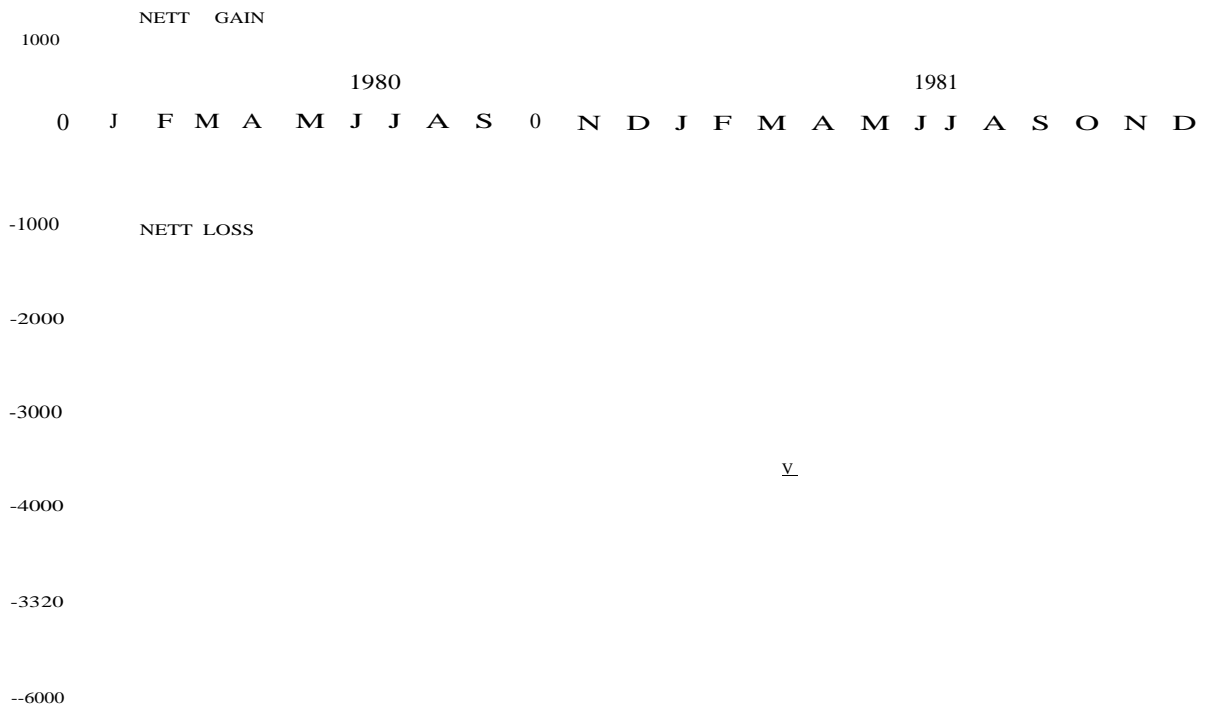 NETT GAIN
1000
1980 1981
0 J F M A M J J A S 0 N D J F M A M J J A S O N D
-1000 NETT LOSS
-2000
-3000
V
-4000
-3320
--6000